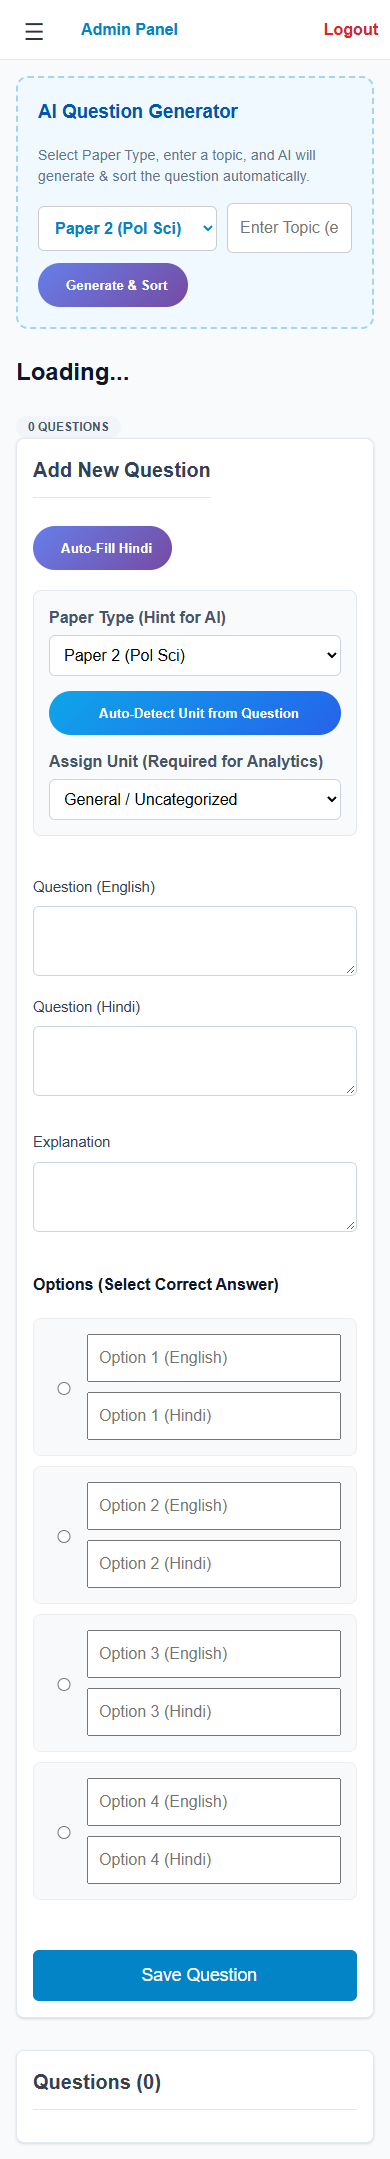 ☰ Admin Panel Logout
AI Question Generator
Select Paper Type, enter a topic, and AI will
generate & sort the question automatically.
Paper 2 (Pol Sci) Enter Topic (e
Generate & Sort
Loading...
0 QUESTIONS
Add New Question
Auto-Fill Hindi
Paper Type (Hint for AI)
Paper 2 (Pol Sci)
Auto-Detect Unit from Question
Assign Unit (Required for Analytics)
General / Uncategorized
Question (English)
Question (Hindi)
Explanation
Options (Select Correct Answer)
Option 1 (English)
Option 1 (Hindi)
Option 2 (English)
Option 2 (Hindi)
Option 3 (English)
Option 3 (Hindi)
Option 4 (English)
Option 4 (Hindi)
Save Question
Questions (0)